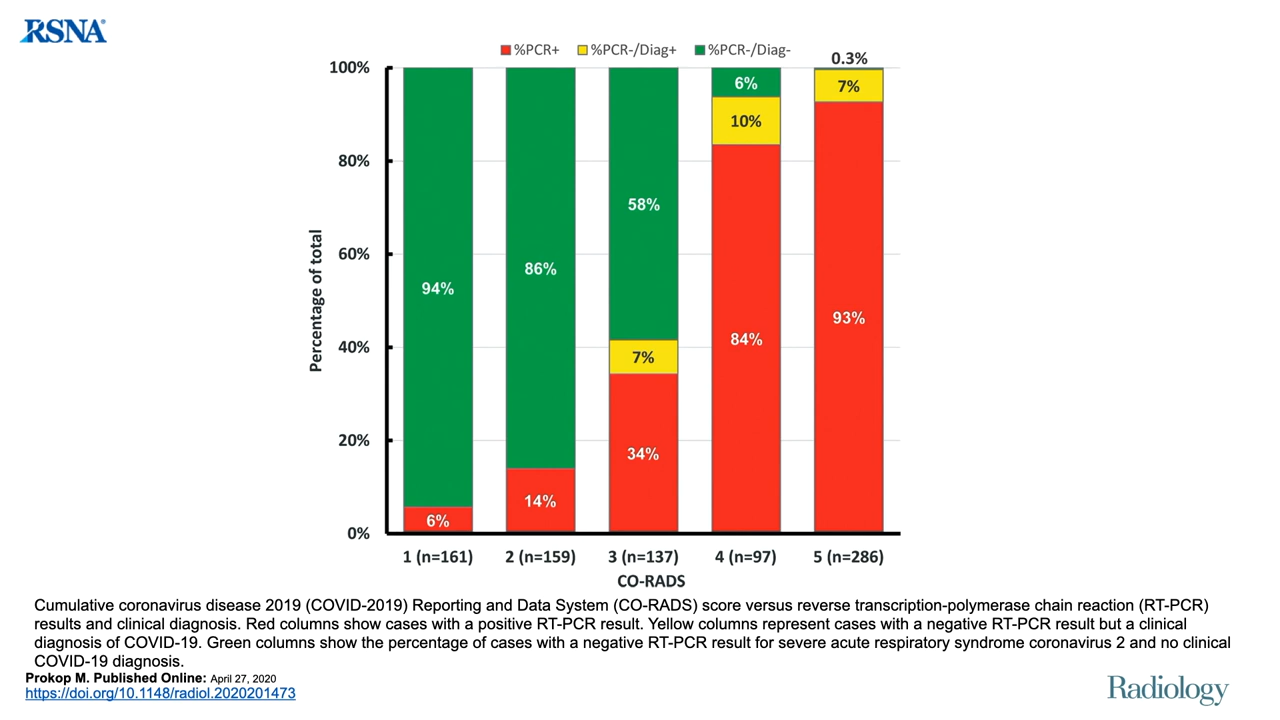 RSNA
%PCR+ %PCR-/Diag+ %PCR-/Diag-
100%
80%
60%
40%
20%
0%
Percentage of total
94%
6%
86%
14%
58%
7%
34%
6%
10%
84%
0.3%
7%
93%
1 (n=161) 2 (n=159) 3 (n=137) 4 (n=97) 5 (n=286)
CO-RADS
Cumulative coronavirus disease 2019 (COVID-2019) Reporting and Data System (CO-RADS) score versus reverse transcription-polymerase chain reaction (RT-PCR)
results and clinical diagnosis. Red columns show cases with a positive RT-PCR result. Yellow columns represent cases with a negative RT-PCR result but a clinical
diagnosis of COVID-19. Green columns show the percentage of cases with a negative RT-PCR result for severe acute respiratory syndrome coronavirus 2 and no clinical
COVID-19 diagnosis.
Prokop M. Published Online: April 27, 2020
https://doi.org/10.1148/radiol.2020201473
Radiology